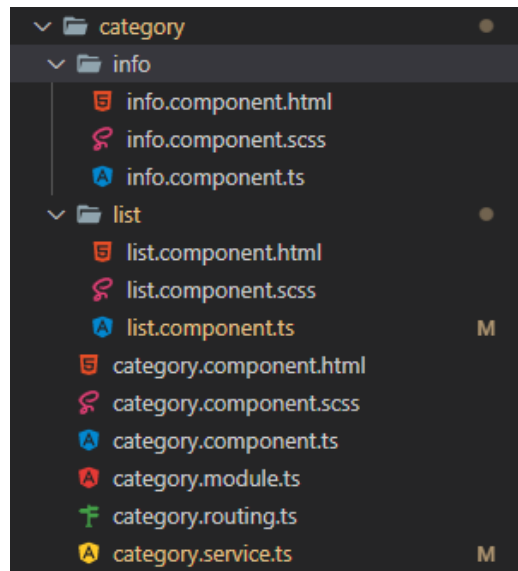 category
info
info.component.html
info.component.scss
info.component.ts
list
list.component.html
list.component.scss
list.component.ts M
category.component.html
category.component.scss
category.component.ts
category.module.ts
category.routing.ts
category.service.ts M